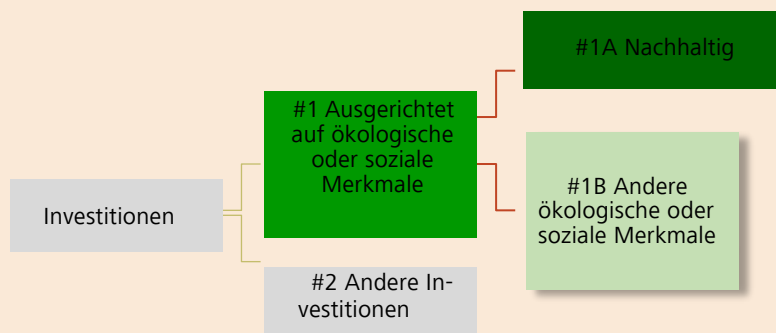 Investitionen
#1 Ausgerichtet
auf ökologische
oder soziale
Merkmale
#2 Andere In-
vestitionen
#1A Nachhaltig
#1B Andere
ökologische oder
soziale Merkmale